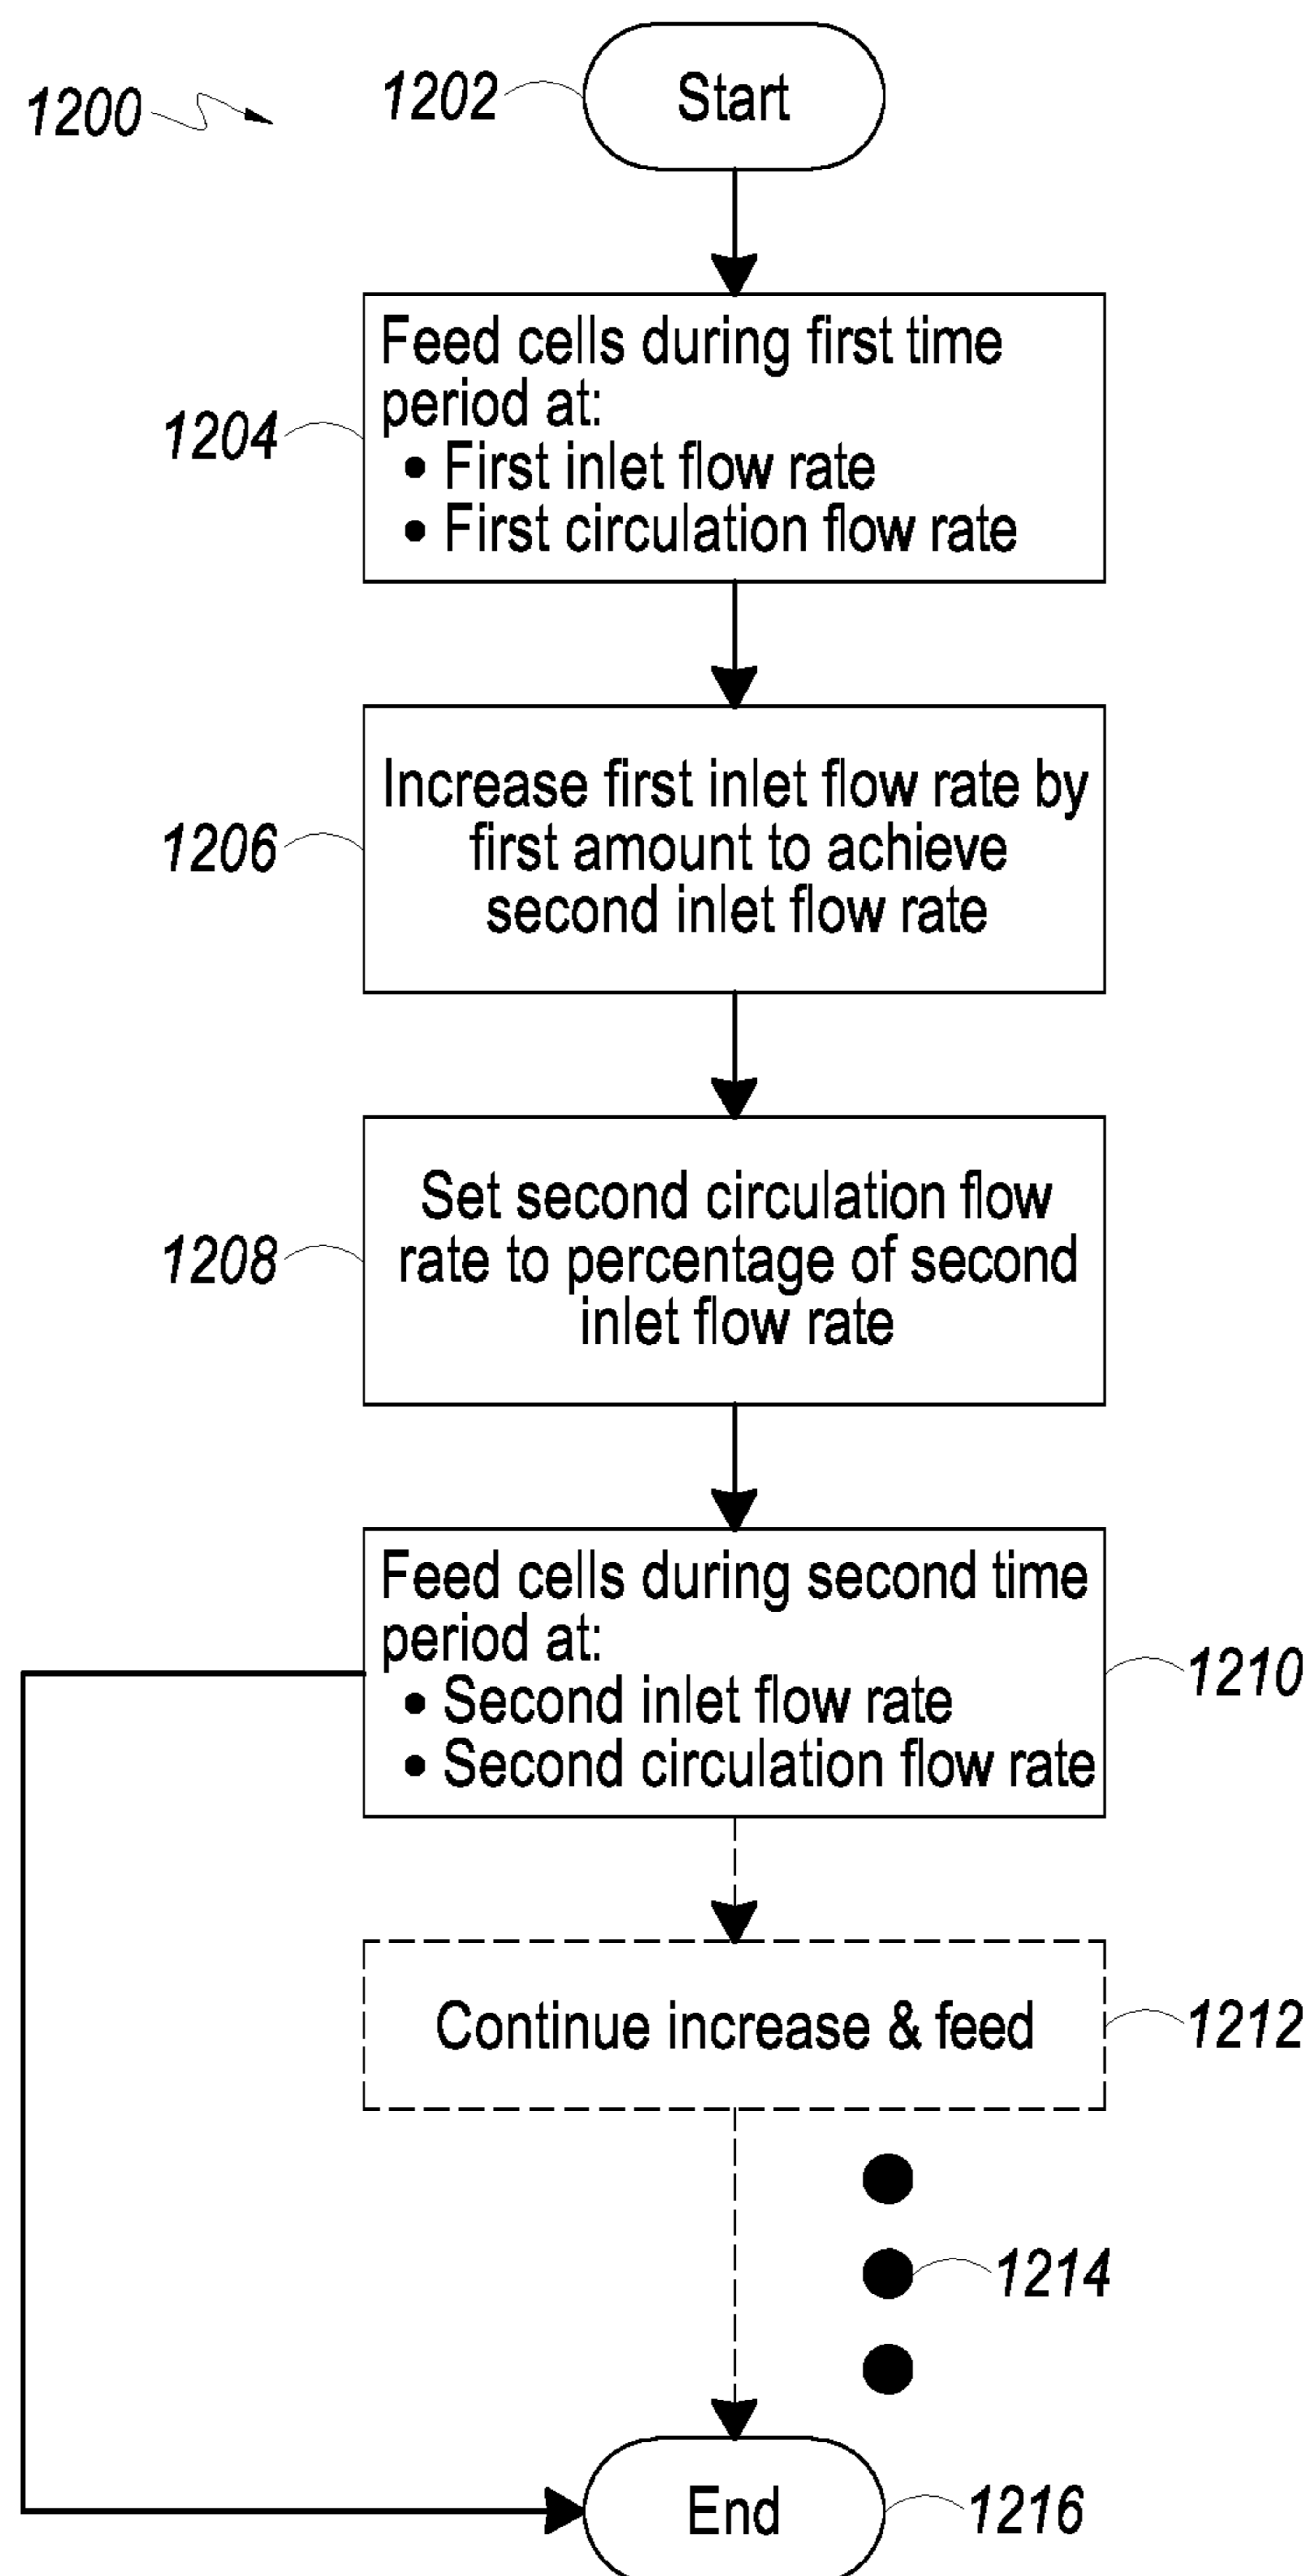 1200
1202
Start
1204
Feed cells during first time
period at:
• First inlet flow rate
• First circulation flow rate
1206
Increase first inlet flow rate by
first amount to achieve
second inlet flow rate
1208
Set second circulation flow
rate to percentage of second
inlet flow rate
Feed cells during second time
period at:
• Second inlet flow rate
• Second circulation flow rate
1210
Continue increase & feed
1212
1214
End
1216